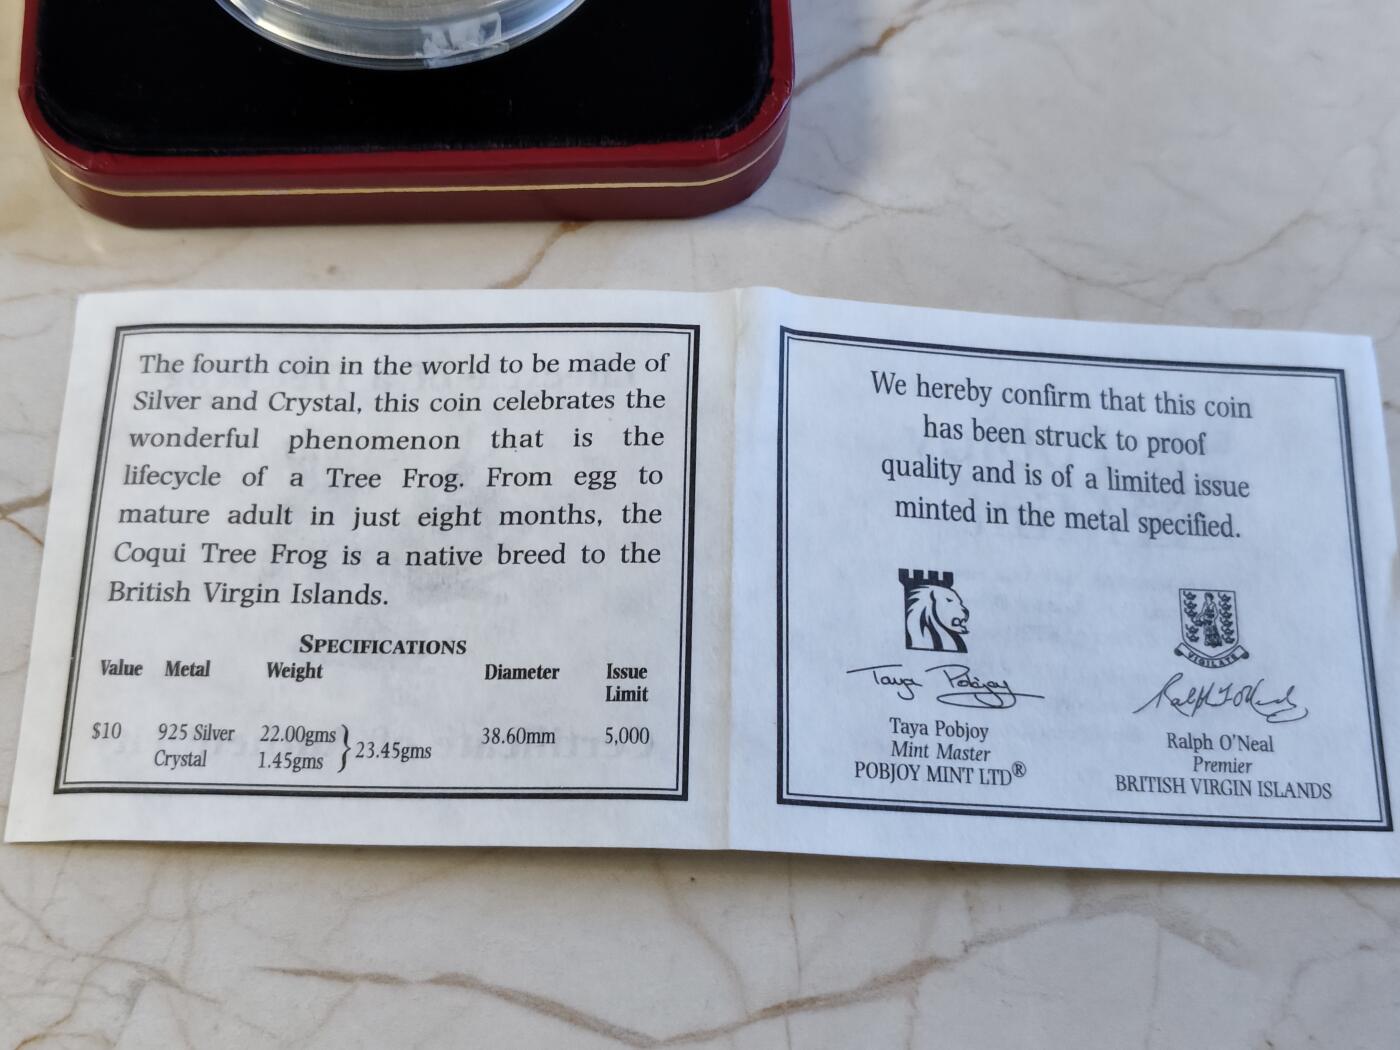 The fourth coin in the world to be made of
Silver and Crystal, this coin celebrates the
wonderful phenomenon that is the
lifecycle of a Tree Frog. From egg to
mature adult in just eight months, the
Coqui Tree Frog is a native breed to the
British Virgin Islands.
SPECIFICATIONS
Value Metal Weight Diameter Issue
Limit
$10 925 Silver 22.00gms } 23.45gms 38.60mm 5,000
Crystal 1.45gms
We hereby confirm that this coin
has been struck to proof
quality and is of a limited issue
minted in the metal specified.
VIGILATE
Taya Pobjoy
Taya Pobjoy
Mint Master
POBJOY MINT LTD®
Ralph T O'Neal
Ralph O'Neal
Premier
BRITISH VIRGIN ISLANDS